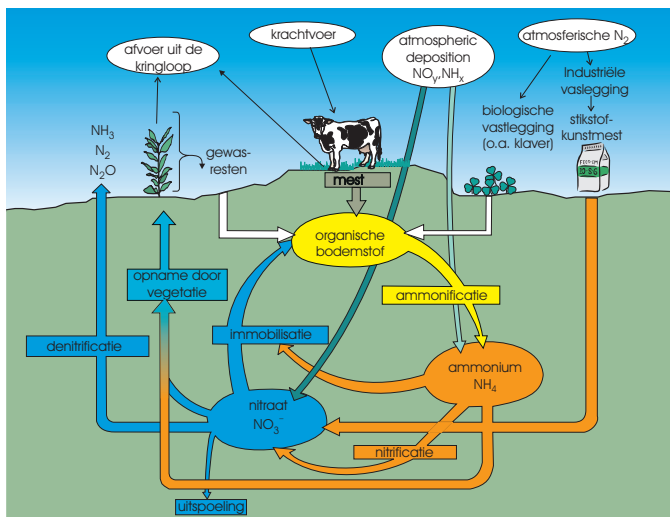 krachtvoer
afvoer uit de
kringloop
atmospheric
deposition
NOy,NHx
atmosferische N2
Industriële
vaslegging
biologische
vastlegging
(o.a. klaver)
stikstof-
kunstmest
NH3
N2
N2O
gewas-
resten
mest
organische
bodemstof
opname door
vegetatie
ammonificatie
denitrificatie
immobilisatie
ammonium
NH4
nitraat
NO3-
nitrificatie
uitspoeling